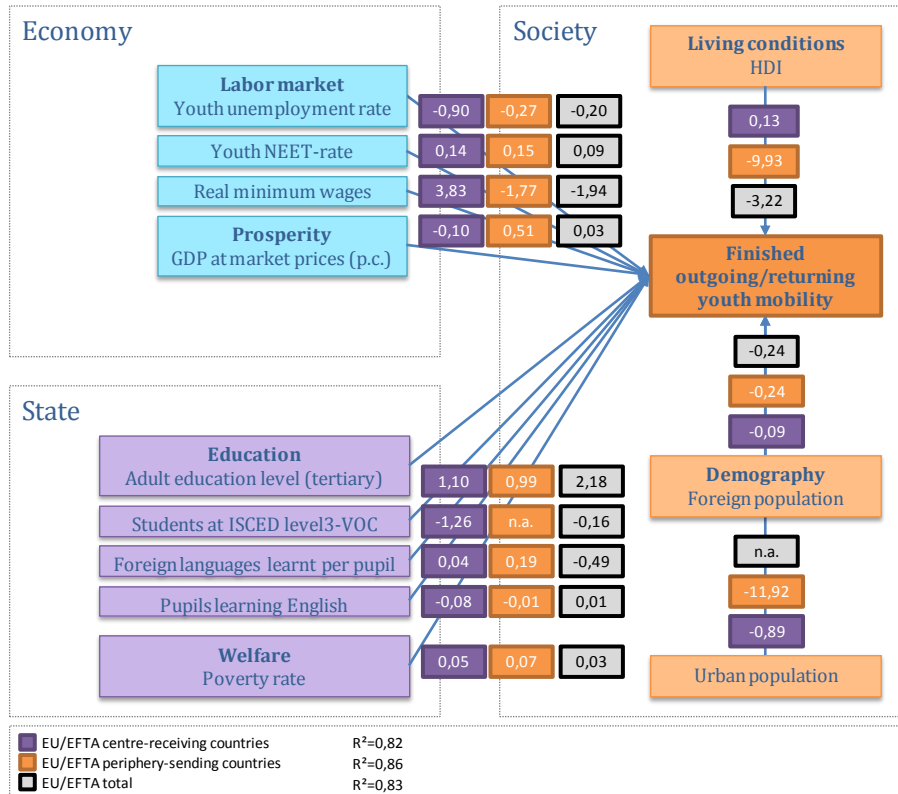 Economy
Society
Labor market
Youth unemployment rate
-0,90
-0,27
-0,20
Youth NEET-rate
0,14
0,15
0,09
Real minimum wages
3,83
-1,77
-1,94
Prosperity
GDP at market prices (p.c.)
-0,10
0,51
0,03
Living conditions
HDI
0,13
-9,93
-3,22
Finished
outgoing/returning
youth mobility
-0,24
-0,24
-0,09
Demography
Foreign population
n.a.
-11,92
-0,89
Urban population
State
Education
Adult education level (tertiary)
1,10
0,99
2,18
Students at ISCED level3-VOC
-1,26
n.a.
-0,16
Foreign languages learnt per pupil
0,04
0,19
-0,49
Pupils learning English
-0,08
-0,01
0,01
Welfare
Poverty rate
0,05
0,07
0,03
EU/EFTA centre-receiving countries R²=0,82
EU/EFTA periphery-sending countries R²=0,86
EU/EFTA total R²=0,83